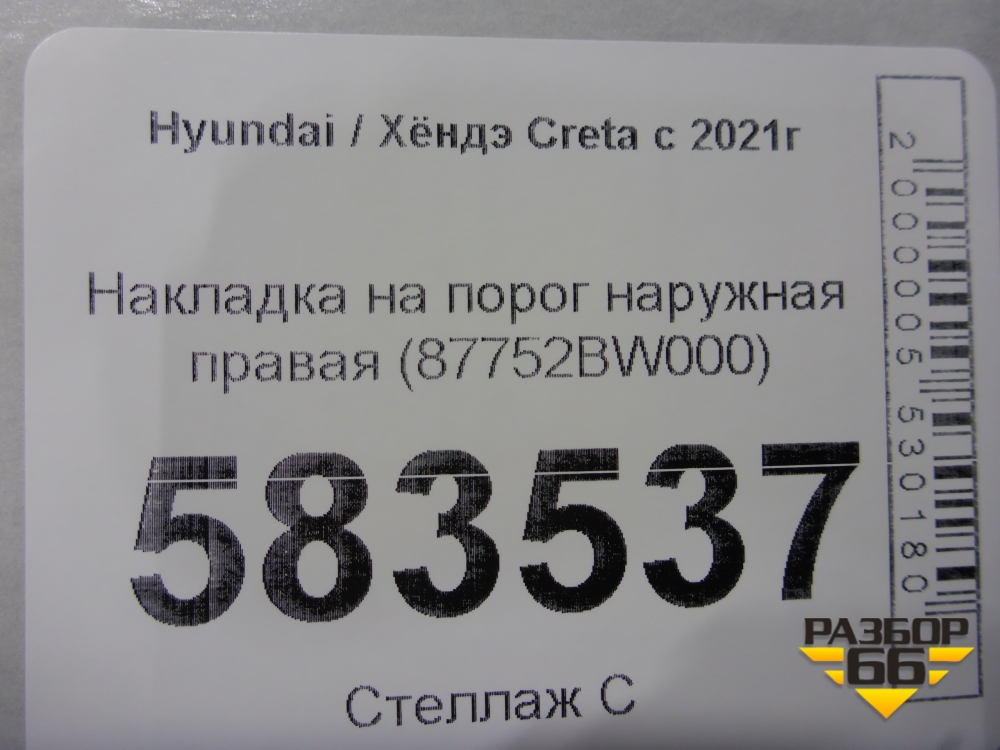 Hyundai / Хёндэ Creta с 2021г
Накладка на порог наружная
правая (87752BW000)
583537
Стеллаж С
2000005530180
РАЗБОР
66